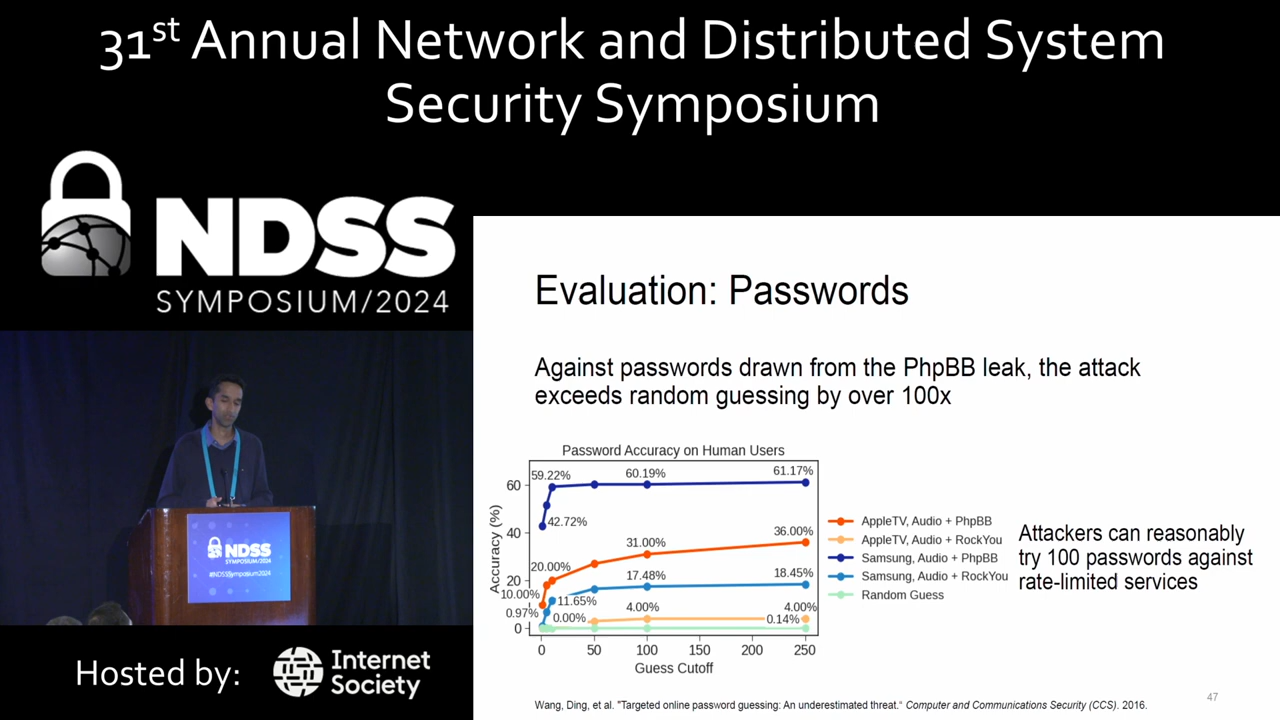 31st Annual Network and Distributed System
Security Symposium
NDSS
SYMPOSIUM/2024
NDSS
SYMPOSIUM/2024
#NDSSSymposium2024
Hosted by:
Internet
Society
Evaluation: Passwords
Against passwords drawn from the PhpBB leak, the attack
exceeds random guessing by over 100x
Password Accuracy on Human Users
Accuracy (%)
60
40
20
0
59.22%
60.19%
61.17%
42.72%
36.00%
31.00%
20.00%
17.48%
18.45%
10.00%
11.65%
0.97%
0.00%
4.00%
4.00%
0.14%
0
50
100
150
200
250
Guess Cutoff
AppleTV, Audio + PhpBB
AppleTV, Audio + RockYou
Samsung, Audio + PhpBB
Samsung, Audio + RockYou
Random Guess
Attackers can reasonably
try 100 passwords against
rate-limited services
Wang, Ding, et al. "Targeted online password guessing: An underestimated threat." Computer and Communications Security (CCS). 2016.
47